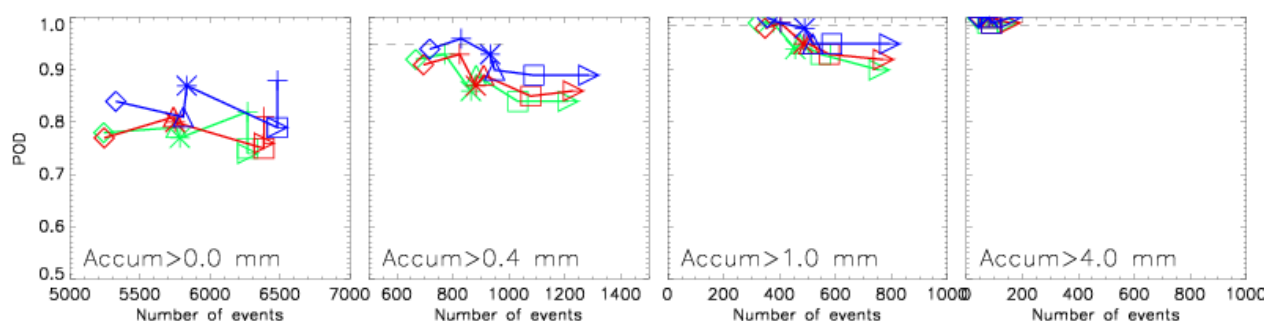 1.0
0.9
0.8
0.7
0.6
0.5
POD
Accum>0.0 mm
Accum>0.4 mm
Accum>1.0 mm
Accum>4.0 mm
5000 5500 6000 6500 7000
600 800 1000 1200 1400
0 200 400 600 800 1000
0 200 400 600 800 1000
Number of events
Number of events
Number of events
Number of events